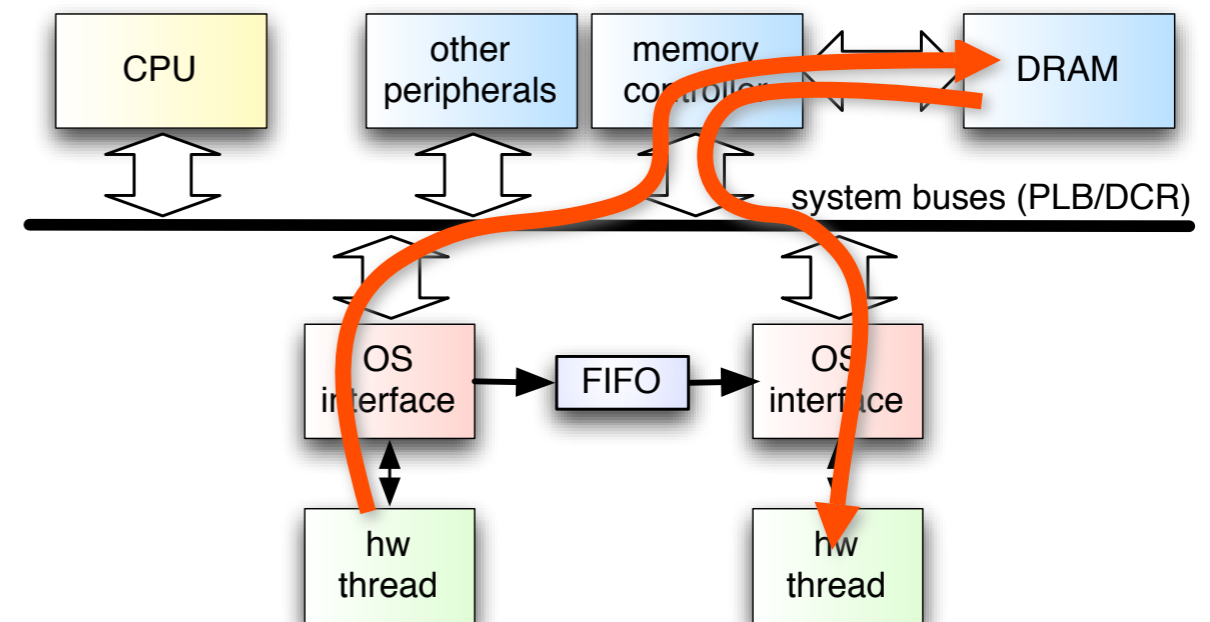 CPU
other
peripherals
memory
controller
DRAM
system buses (PLB/DCR)
OS
interface
FIFO
OS
interface
hw
thread
hw
thread